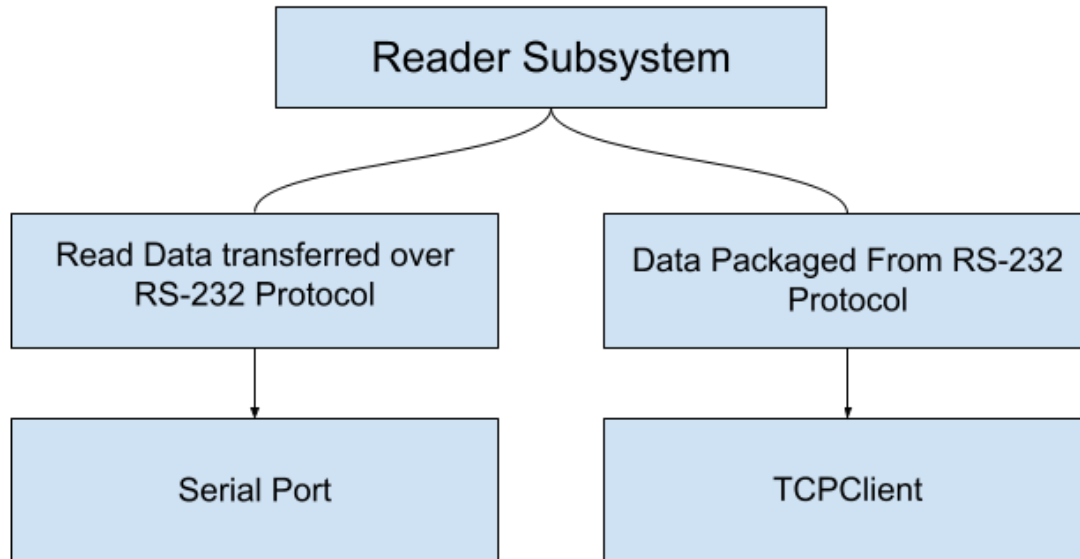 Reader Subsystem
Read Data transferred over
RS-232 Protocol
Data Packaged From RS-232
Protocol
Serial Port
TCPClient